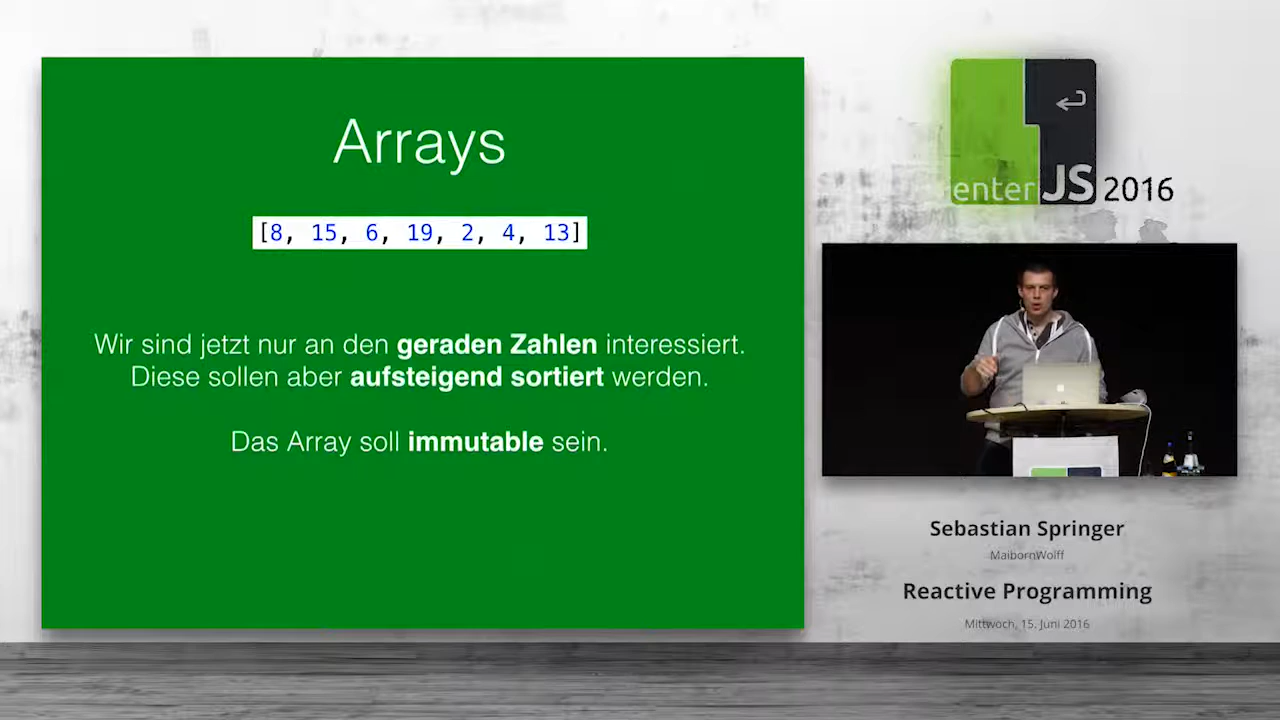 Arrays
[8, 15, 6, 19, 2, 4, 13]
Wir sind jetzt nur an den geraden Zahlen interessiert.
Diese sollen aber aufsteigend sortiert werden.
Das Array soll immutable sein.
enterJS 2016
Sebastian Springer
MaibornWolff
Reactive Programming
Mittwoch, 15. Juni 2016